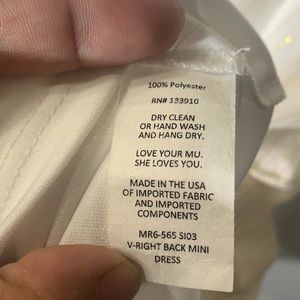 100% Polyester
RN# 133910
DRY CLEAN
OR HAND WASH
AND HANG DRY.
LOVE YOUR MU.
SHE LOVES YOU.
MADE IN THE USA
OF IMPORTED FABRIC
AND IMPORTED
COMPONENTS
MR6-565 SI03
V-RIGHT BACK MINI
DRESS